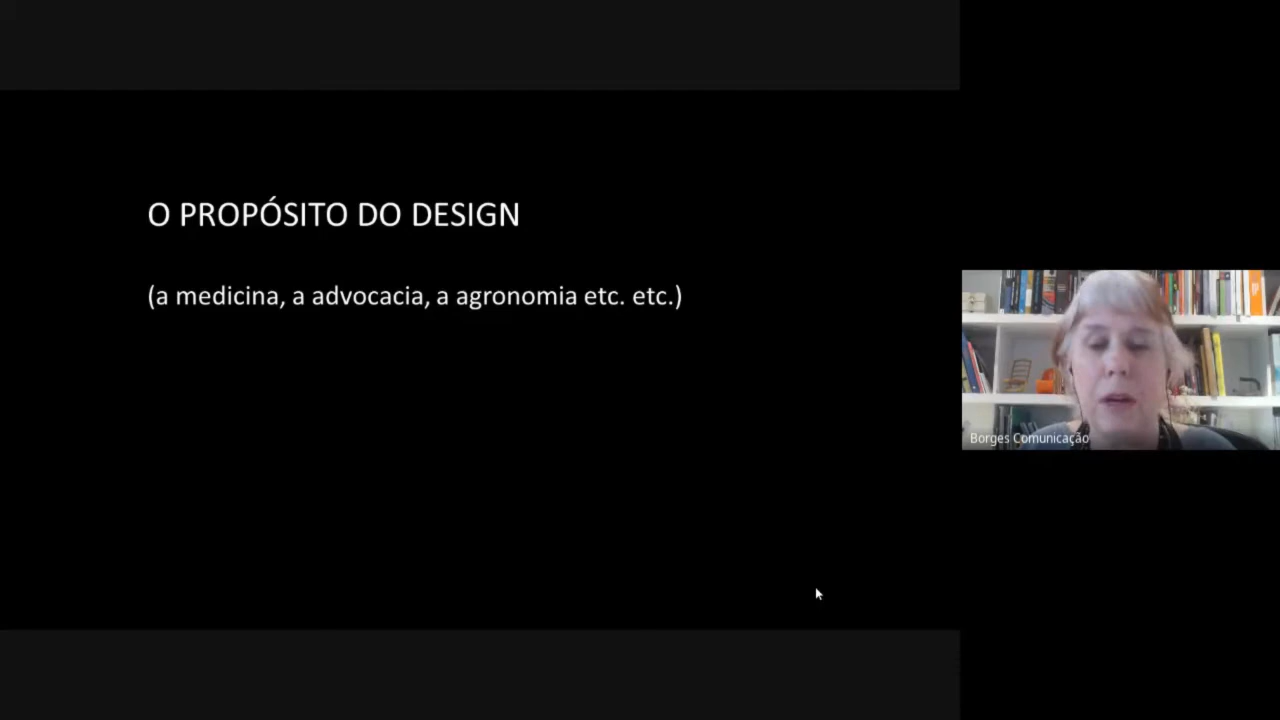 O PROPÓSITO DO DESIGN
(a medicina, a advocacia, a agronomia etc. etc.)
Borges Comunicação